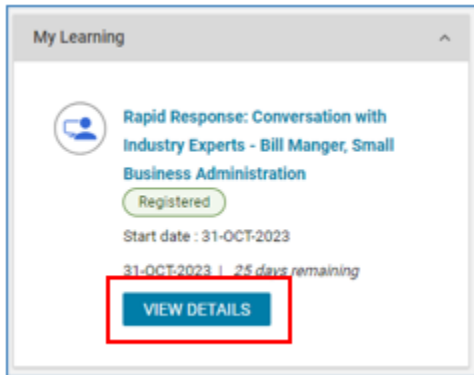 My Learning
Rapid Response: Conversation with
Industry Experts - Bill Manger, Small
Business Administration
Registered
Start date : 31-OCT-2023
31-OCT-2023 | 25 days remaining
VIEW DETAILS